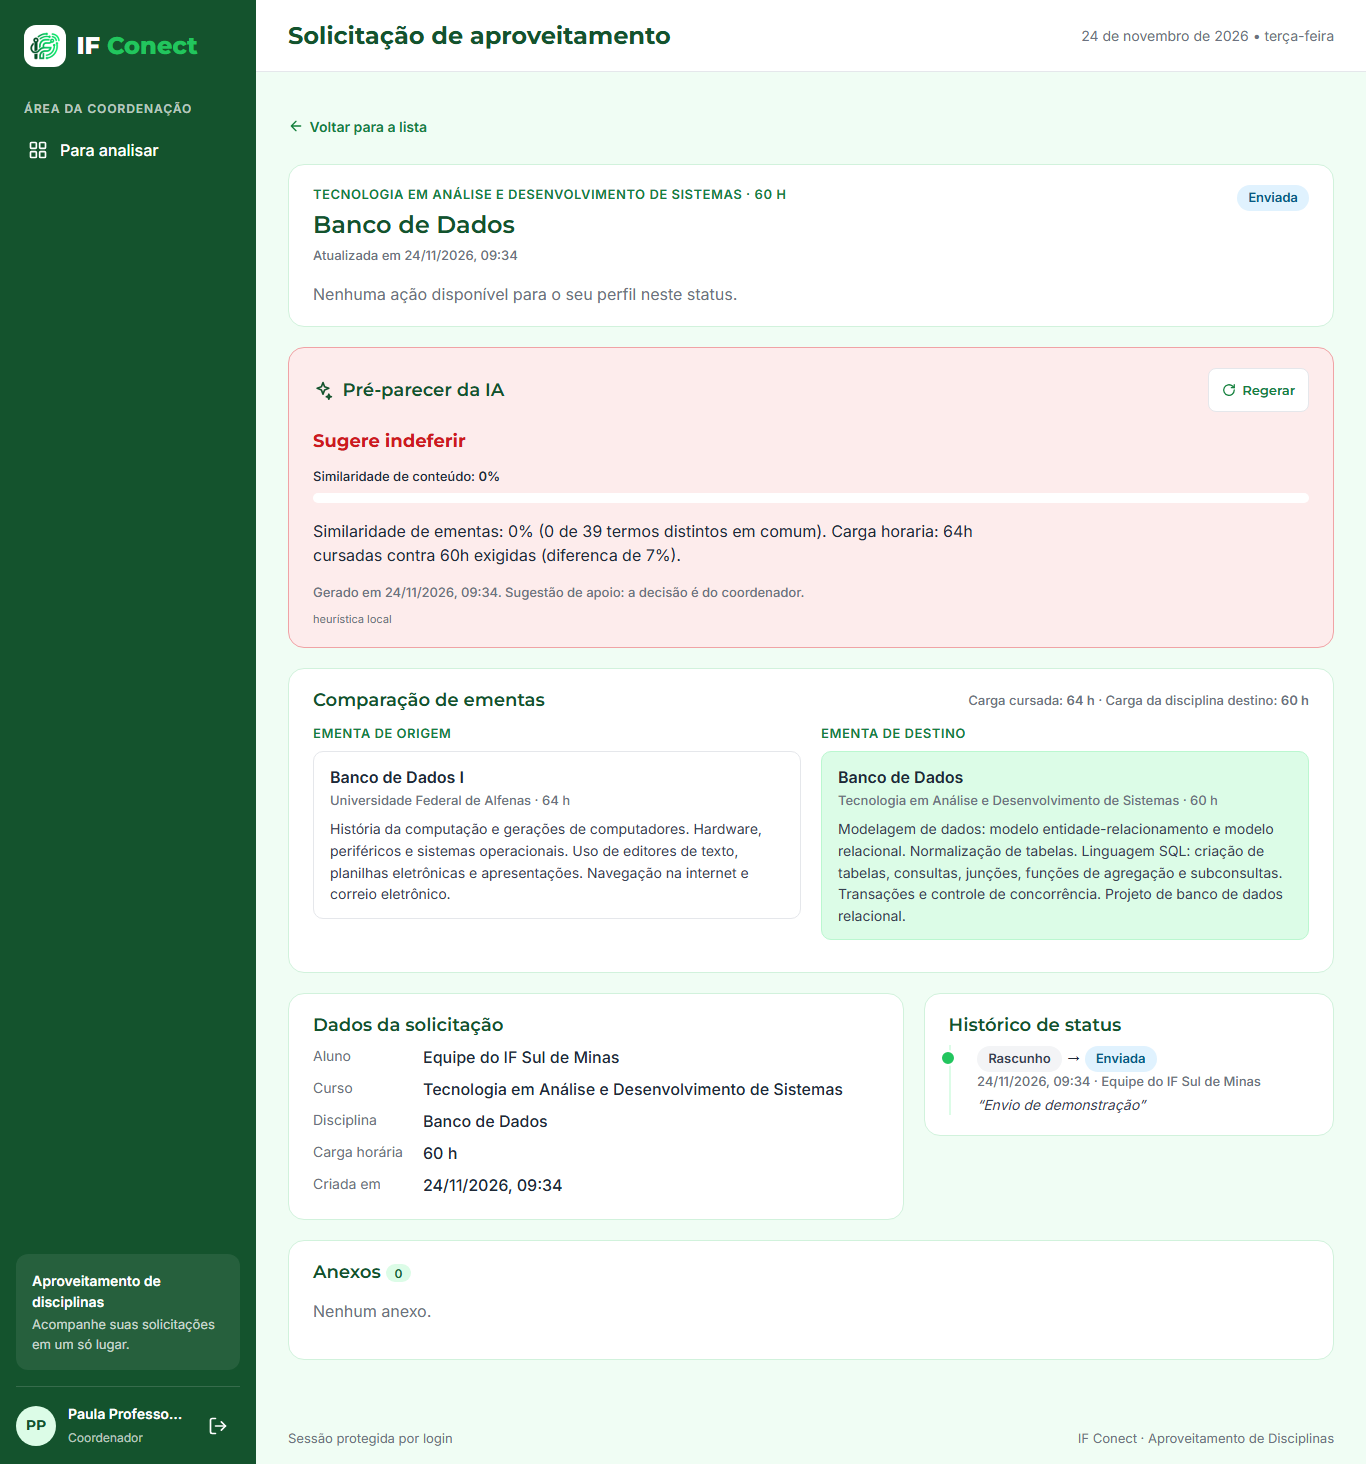 IF Conect
ÁREA DA COORDENAÇÃO
Para analisar
Aproveitamento de
disciplinas
Acompanhe suas solicitações
em um só lugar.
PP
Paula Professo...
Coordenador
Solicitação de aproveitamento
24 de novembro de 2026 • terça-feira
← Voltar para a lista
TECNOLOGIA EM ANÁLISE E DESENVOLVIMENTO DE SISTEMAS · 60 H
Enviada
Banco de Dados
Atualizada em 24/11/2026, 09:34
Nenhuma ação disponível para o seu perfil neste status.
Pré-parecer da IA
Regerar
Sugere indeferir
Similaridade de conteúdo: 0%
Similaridade de ementas: 0% (0 de 39 termos distintos em comum). Carga horaria: 64h
cursadas contra 60h exigidas (diferenca de 7%).
Gerado em 24/11/2026, 09:34. Sugestão de apoio: a decisão é do coordenador.
heurística local
Comparação de ementas
Carga cursada: 64 h · Carga da disciplina destino: 60 h
EMENTA DE ORIGEM
Banco de Dados I
Universidade Federal de Alfenas · 64 h
História da computação e gerações de computadores. Hardware,
periféricos e sistemas operacionais. Uso de editores de texto,
planilhas eletrônicas e apresentações. Navegação na internet e
correio eletrônico.
EMENTA DE DESTINO
Banco de Dados
Tecnologia em Análise e Desenvolvimento de Sistemas · 60 h
Modelagem de dados: modelo entidade-relacionamento e modelo
relacional. Normalização de tabelas. Linguagem SQL: criação de
tabelas, consultas, junções, funções de agregação e subconsultas.
Transações e controle de concorrência. Projeto de banco de dados
relacional.
Dados da solicitação
Aluno Equipe do IF Sul de Minas
Curso Tecnologia em Análise e Desenvolvimento de Sistemas
Disciplina Banco de Dados
Carga horária 60 h
Criada em 24/11/2026, 09:34
Histórico de status
Rascunho → Enviada
24/11/2026, 09:34 · Equipe do IF Sul de Minas
“Envio de demonstração”
Anexos 0
Nenhum anexo.
Sessão protegida por login
IF Conect · Aproveitamento de Disciplinas